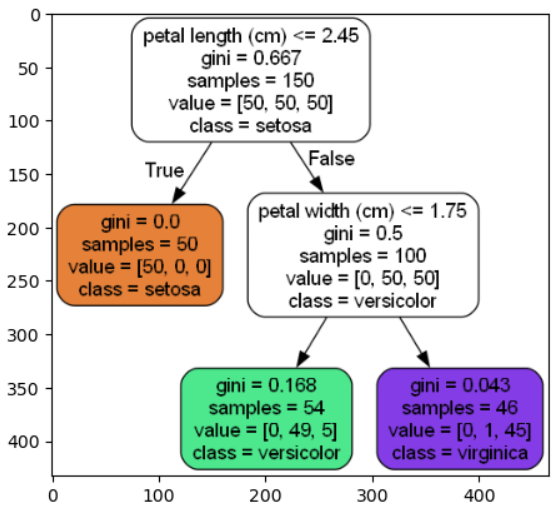 petal length (cm) <= 2.45
gini = 0.667
samples = 150
value = [50, 50, 50]
class = setosa
True
False
gini = 0.0
samples = 50
value = [50, 0, 0]
class = setosa
petal width (cm) <= 1.75
gini = 0.5
samples = 100
value = [0, 50, 50]
class = versicolor
gini = 0.168
samples = 54
value = [0, 49, 5]
class = versicolor
gini = 0.043
samples = 46
value = [0, 1, 45]
class = virginica
0
50
100
150
200
250
300
350
400
0
100
200
300
400